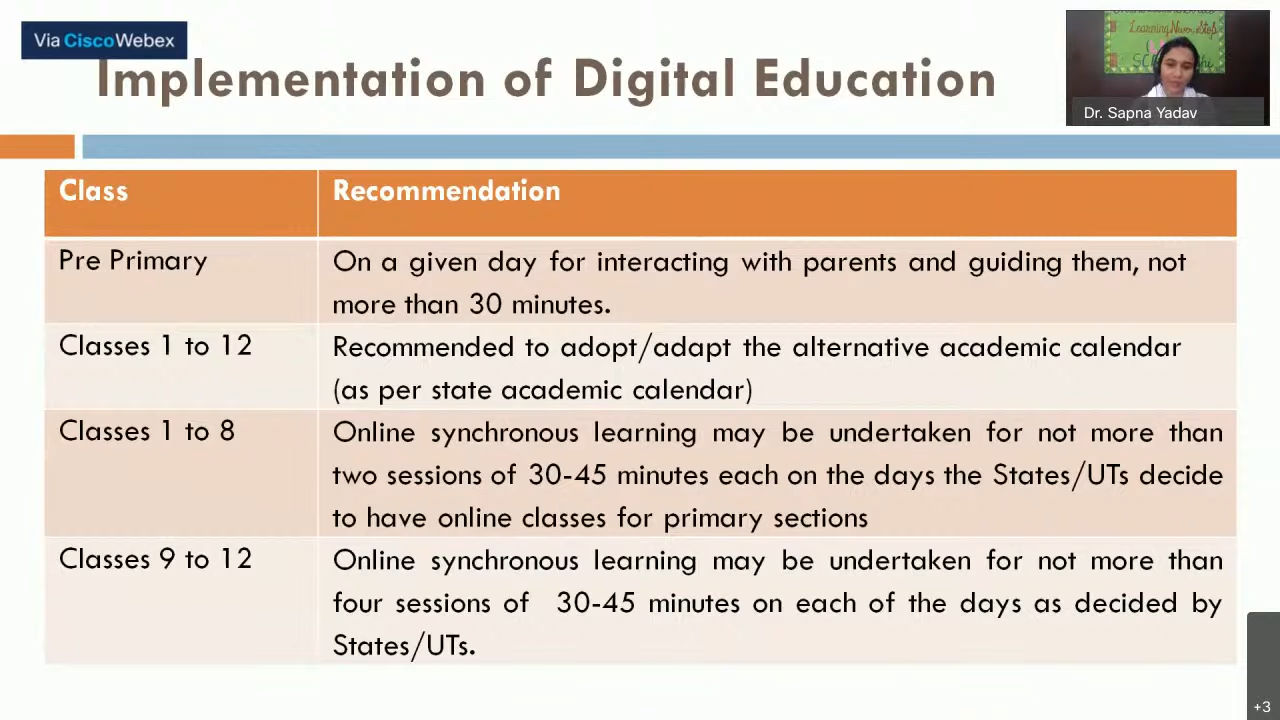 Via CiscoWebex
Implementation of Digital Education
Learning Never Stop
Dr. Sapna Yadav
Class
Recommendation
Pre Primary
On a given day for interacting with parents and guiding them, not
more than 30 minutes.
Classes 1 to 12
Recommended to adopt/adapt the alternative academic calendar
(as per state academic calendar)
Classes 1 to 8
Online synchronous learning may be undertaken for not more than
two sessions of 30-45 minutes each on the days the States/UTs decide
to have online classes for primary sections
Classes 9 to 12
Online synchronous learning may be undertaken for not more than
four sessions of 30-45 minutes on each of the days as decided by
States/UTs.
+3